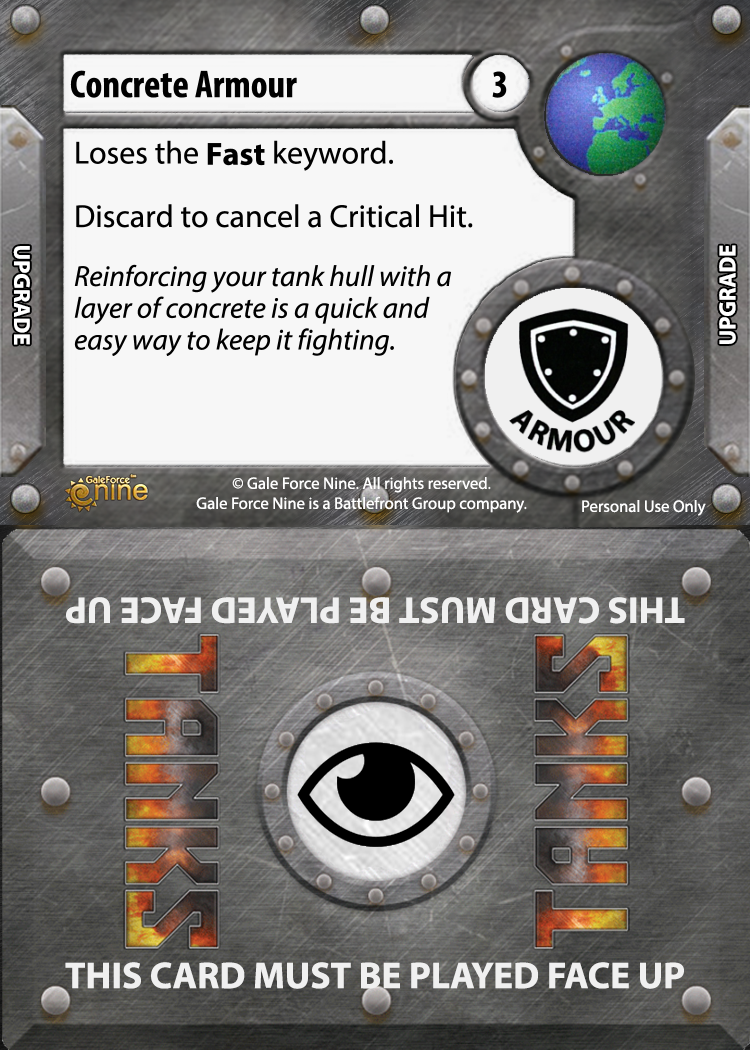 Concrete Armour
3
Loses the Fast keyword.
Discard to cancel a Critical Hit.
Reinforcing your tank hull with a
layer of concrete is a quick and
easy way to keep it fighting.
UPGRADE
UPGRADE
ARMOUR
GaleForce™
nine
© Gale Force Nine. All rights reserved.
Gale Force Nine is a Battlefront Group company.
Personal Use Only
THIS CARD MUST BE PLAYED FACE UP
TANKS
TANKS
THIS CARD MUST BE PLAYED FACE UP